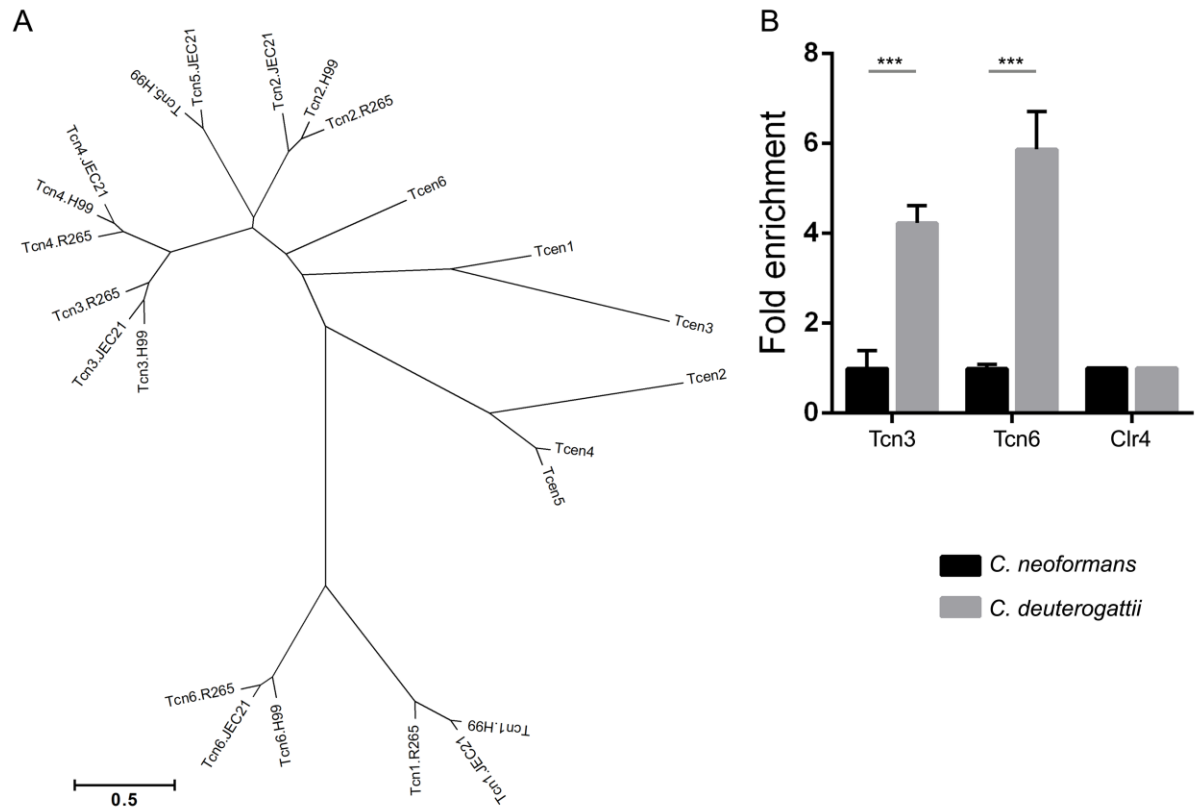 A
Tcn5.H99
Tcn5.JEC21
Tcn2.JEC21
Tcn2.H99
Tcn2.R265
Tcn4.JEC21
Tcn4.H99
Tcn4.R265
Tcn3.R265
Tcn3.JEC21
Tcn3.H99
Tcen6
Tcen1
Tcen3
Tcen2
Tcen4
Tcen5
Tcn6.R265
Tcn6.JEC21
Tcn6.H99
Tcn1.R265
Tcn1.JEC21
Tcn1.H99
0.5
B
Fold enrichment
8
6
4
2
0
***
***
Tcn3 Tcn6 Clr4
C. neoformans
C. deuterogattii